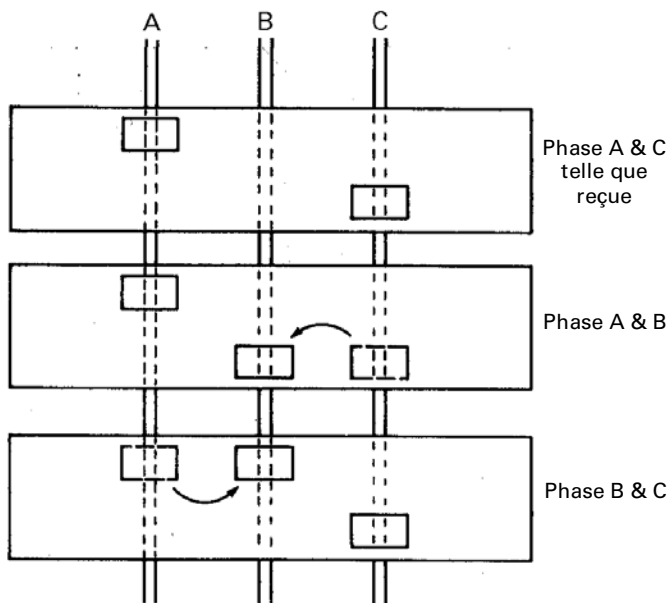 A B C
Phase A & C
telle que
reçue
Phase A & B
Phase B & C